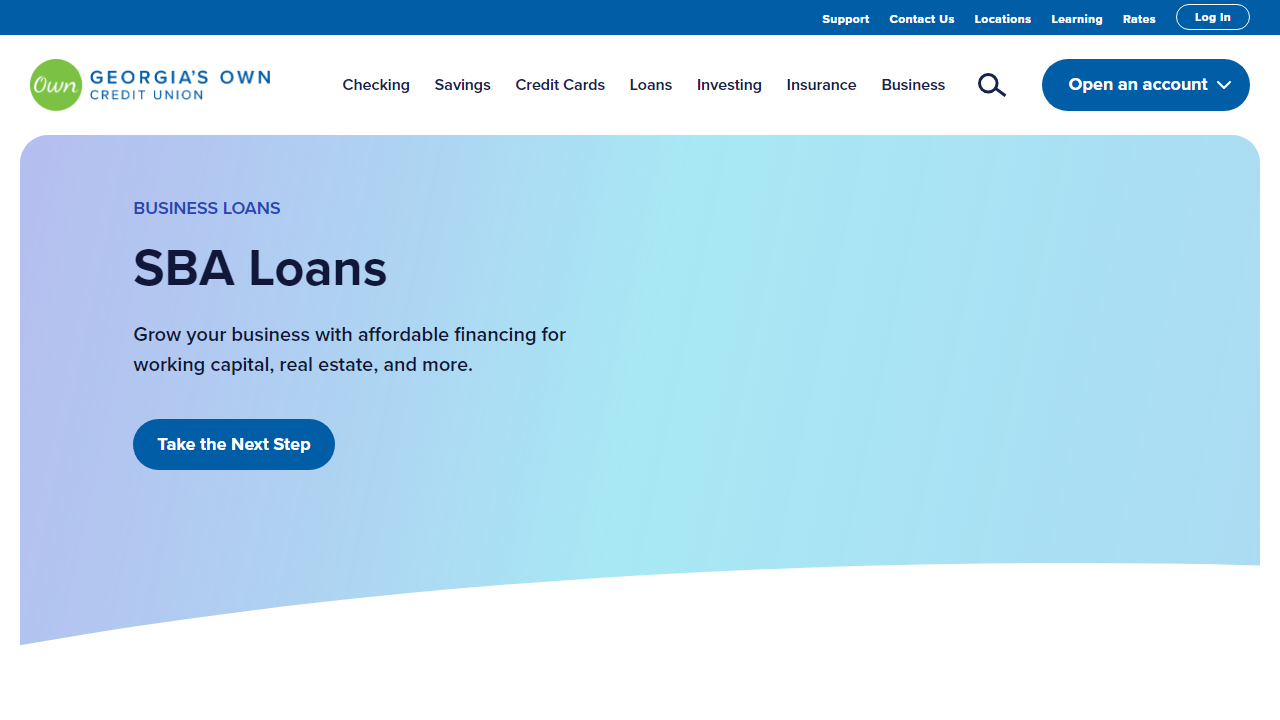 Support Contact Us Locations Learning Rates Log In
Own GEORGIA'S OWN
CREDIT UNION
Checking Savings Credit Cards Loans Investing Insurance Business Open an account
BUSINESS LOANS
SBA Loans
Grow your business with affordable financing for
working capital, real estate, and more.
Take the Next Step